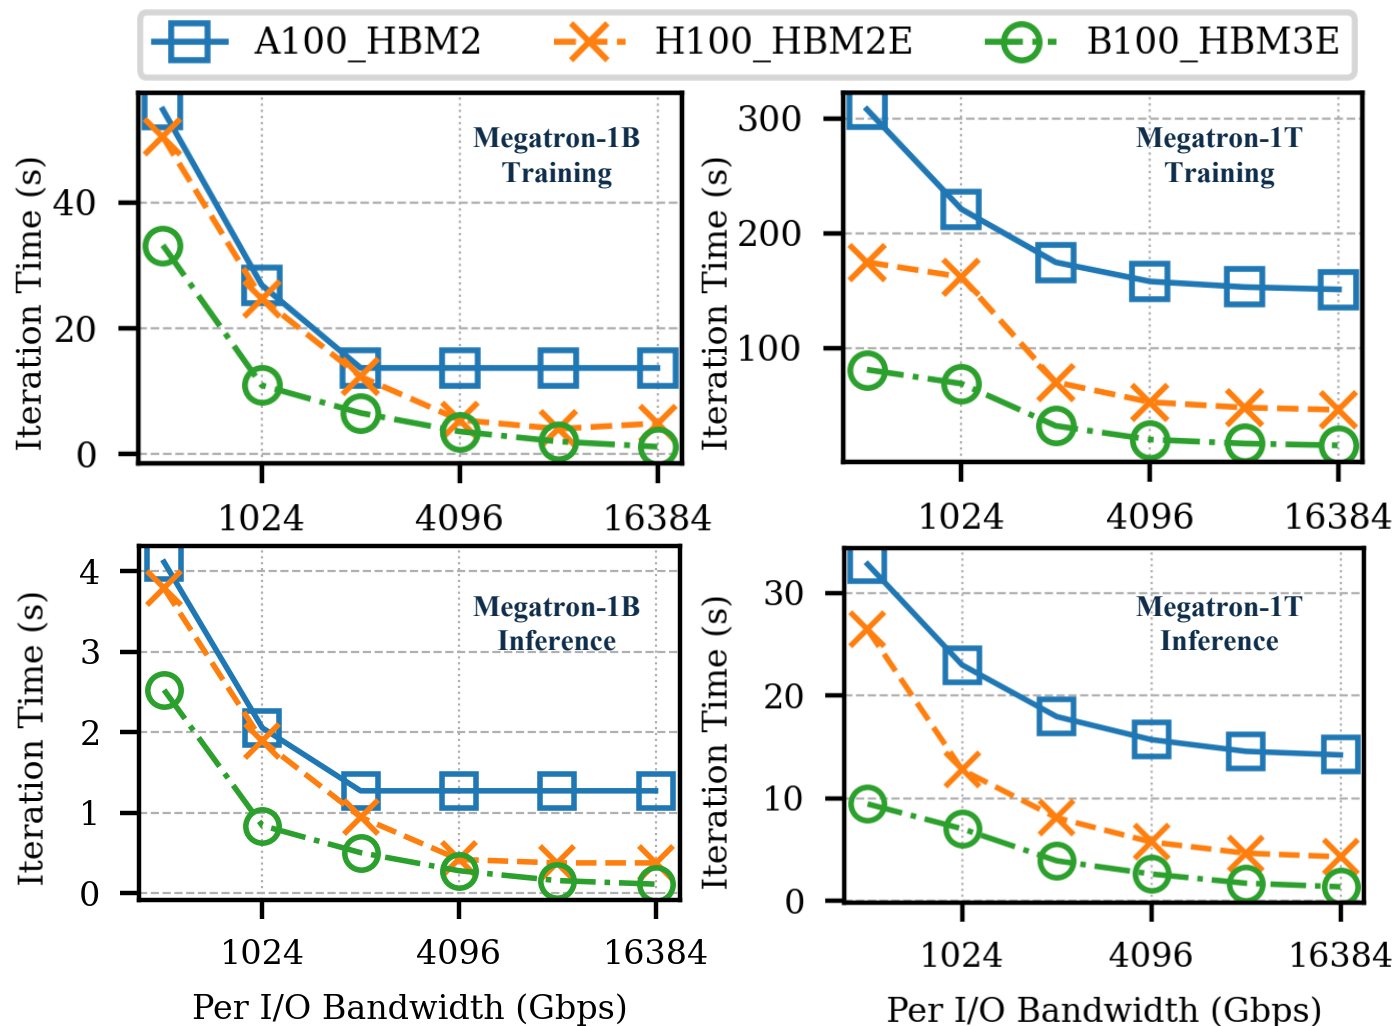 A100_HBM2 H100_HBM2E B100_HBM3E
Megatron-1B
Training
Iteration Time (s)
40
20
0
1024 4096 16384
Megatron-1T
Training
Iteration Time (s)
300
200
100
1024 4096 16384
Megatron-1B
Inference
Iteration Time (s)
4
3
2
1
0
1024 4096 16384
Per I/O Bandwidth (Gbps)
Megatron-1T
Inference
Iteration Time (s)
30
20
10
0
1024 4096 16384
Per I/O Bandwidth (Gbps)